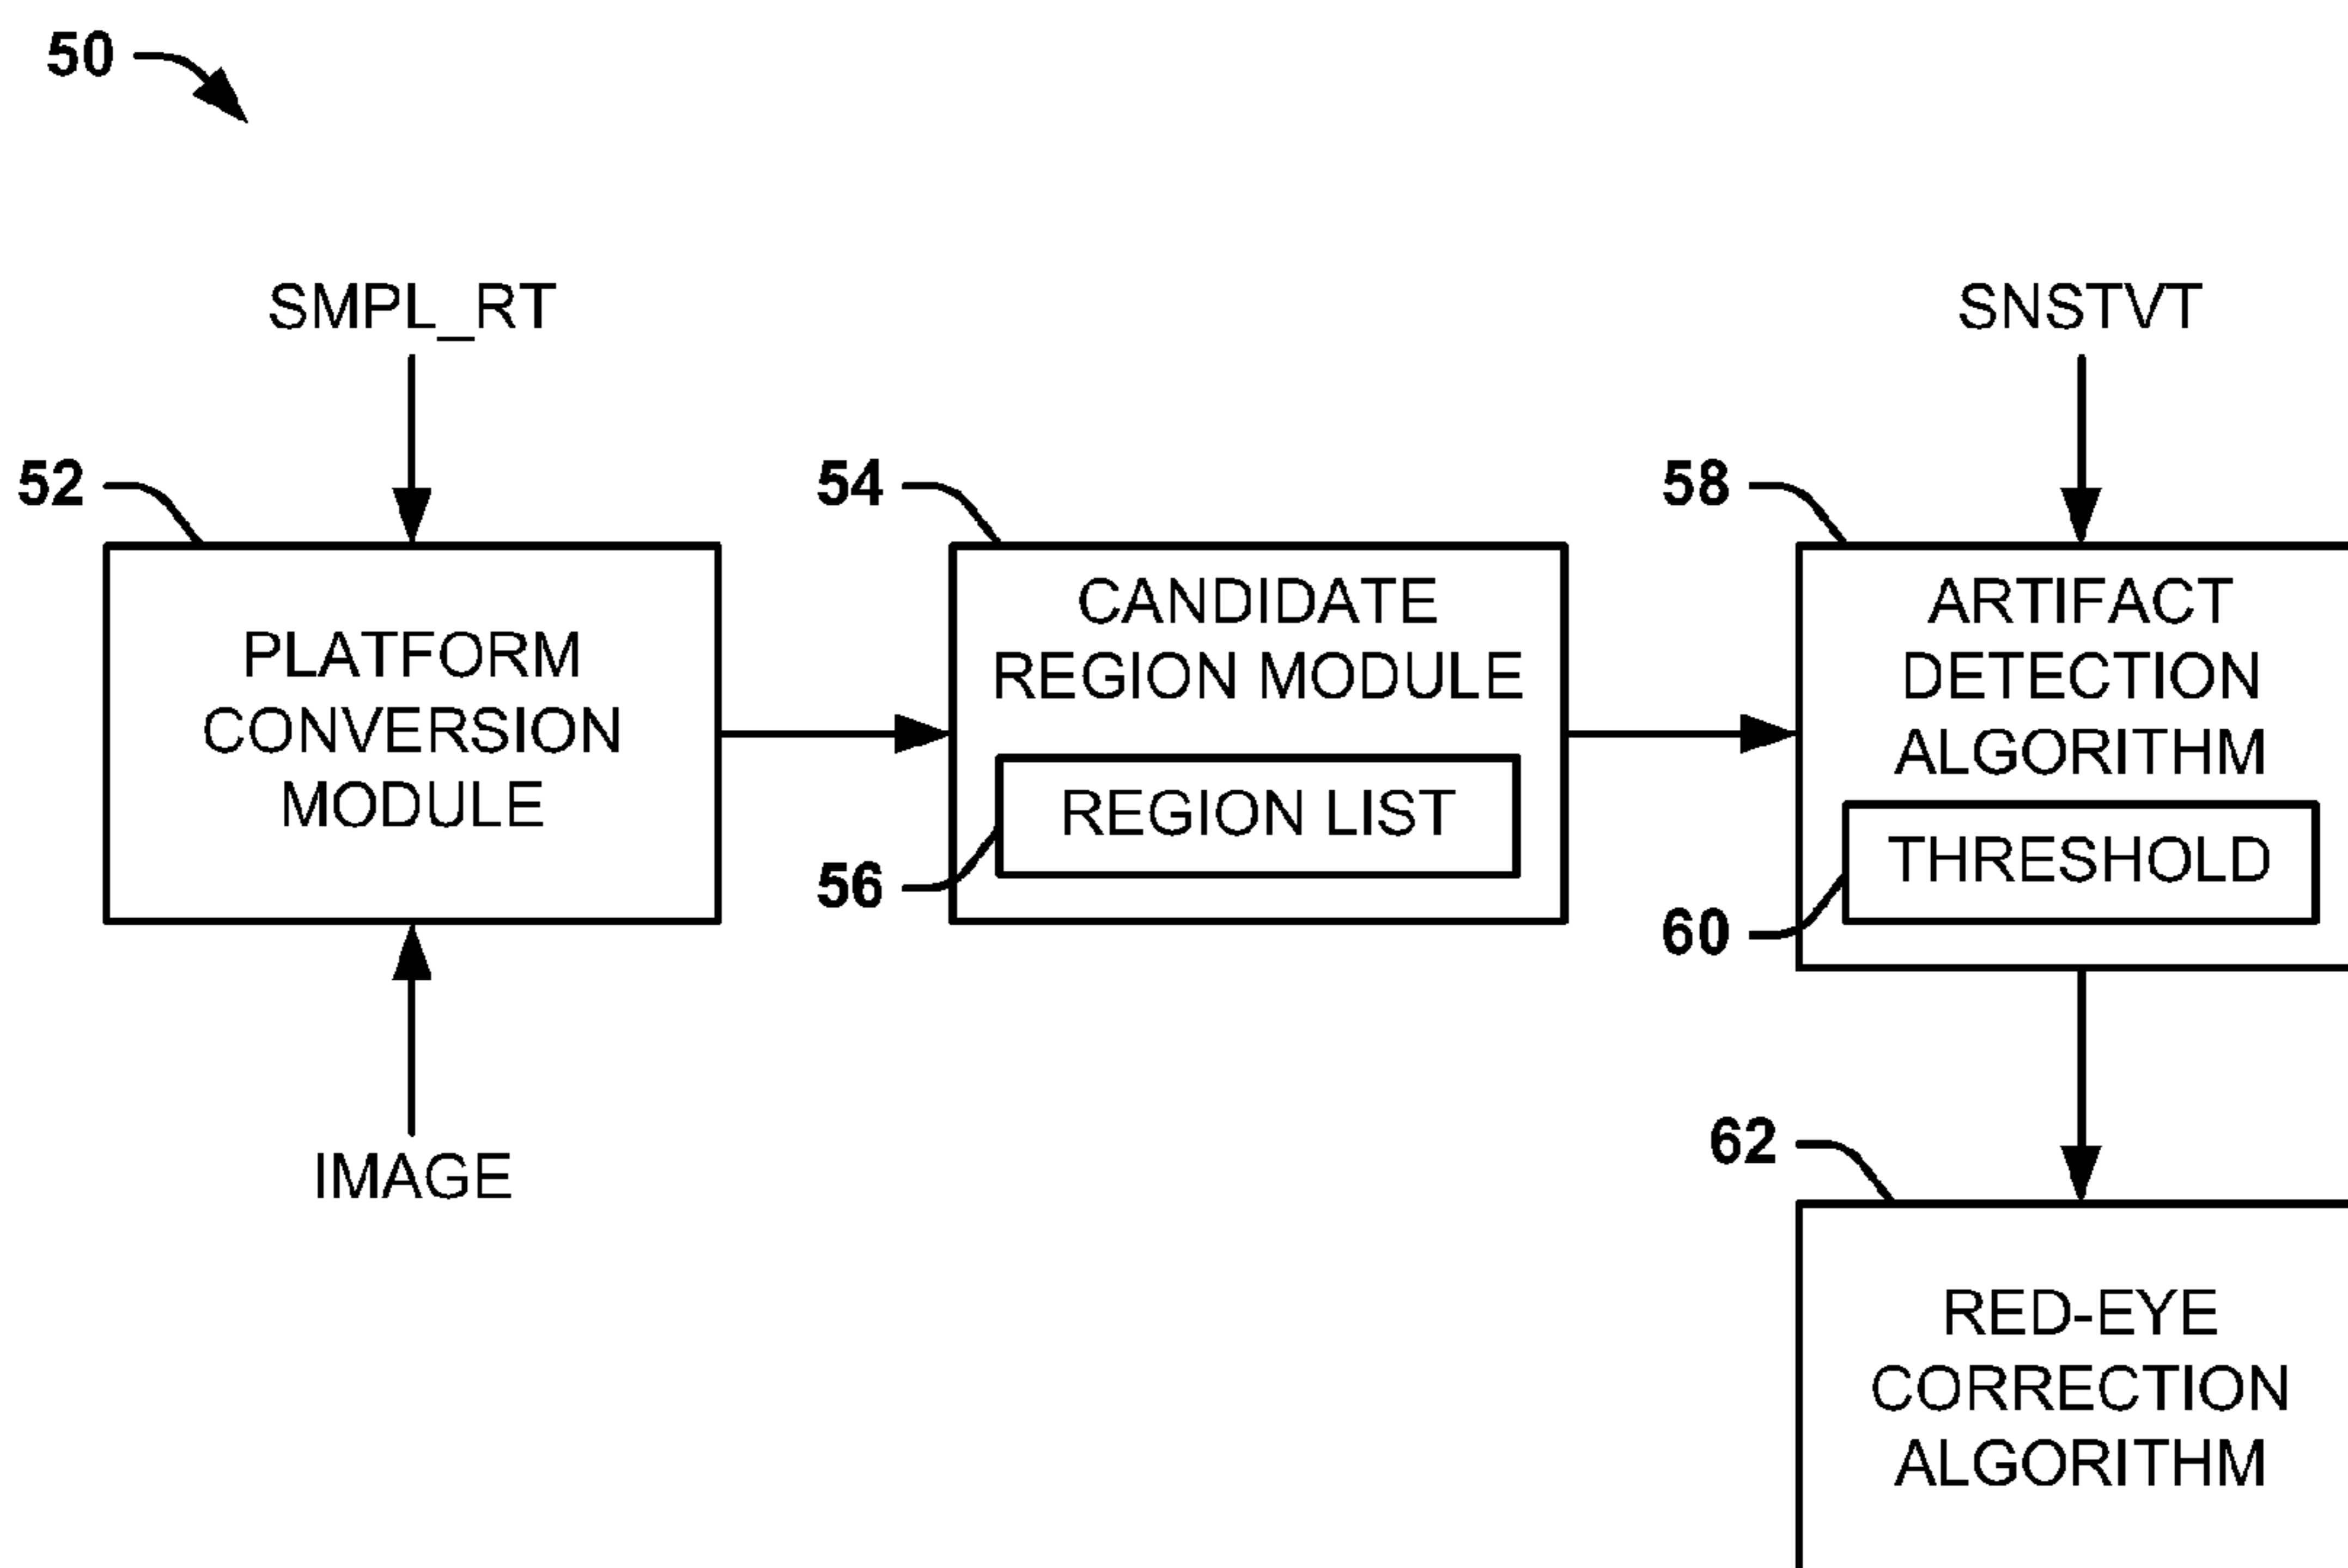 50
SMPL_RT
SNSTVT
52
54
58
PLATFORM
CONVERSION
MODULE
CANDIDATE
REGION MODULE
REGION LIST
56
ARTIFACT
DETECTION
ALGORITHM
THRESHOLD
60
IMAGE
62
RED-EYE
CORRECTION
ALGORITHM